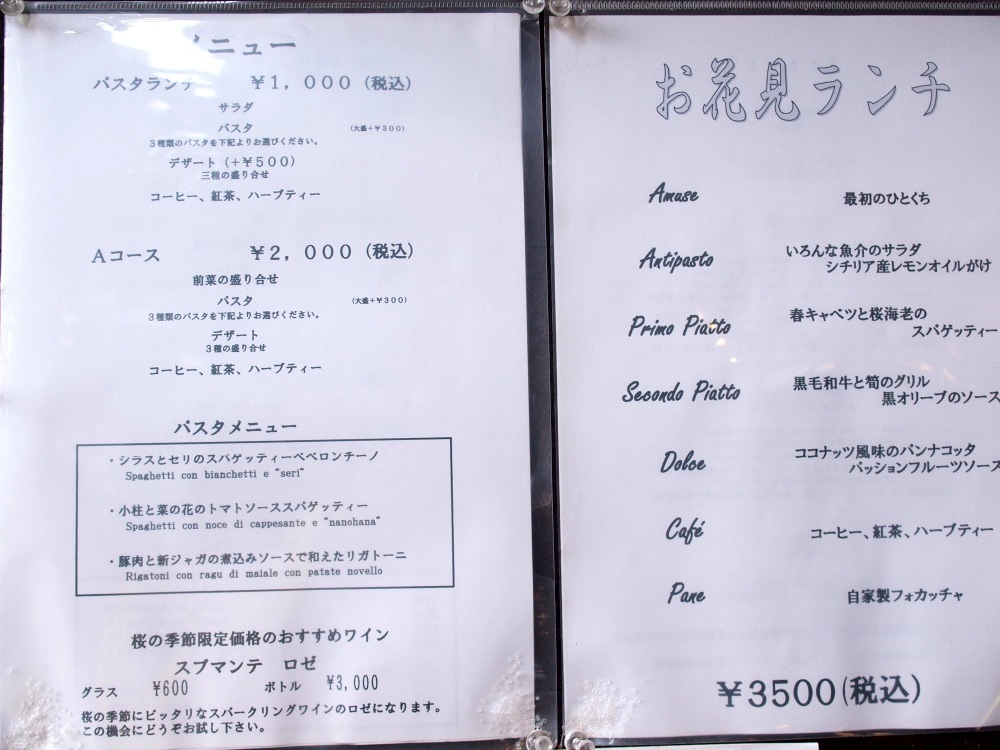 メニュー
パスタランチ ¥1,000 (税込)
サラダ
パスタ (大盛+¥300)
3種類のパスタを下記よりお選びください。
デザート (+¥500)
三種の盛り合せ
コーヒー、紅茶、ハーブティー
Aコース ¥2,000 (税込)
前菜の盛り合せ
パスタ (大盛+¥300)
3種類のパスタを下記よりお選びください。
デザート
3種の盛り合せ
コーヒー、紅茶、ハーブティー
パスタメニュー
・シラスとセリのスパゲッティーペペロンチーノ
Spaghetti con bianchetti e "seri"
・小柱と菜の花のトマトソーススパゲッティー
Spaghetti con noce di cappesante e "nanohana"
・豚肉と新ジャガの煮込みソースで和えたリガトーニ
Rigatoni con ragu di maiale con patate novello
桜の季節限定価格のおすすめワイン
スプマンテ ロゼ
グラス ¥600 ボトル ¥3,000
桜の季節にピッタリなスパークリングワインのロゼになります。
この機会にどうぞお試し下さい。
お花見ランチ
Amuse 最初のひとくち
Antipasto いろんな魚介のサラダ
シチリア産レモンオイルがけ
Primo Piatto 春キャベツと桜海老の
スパゲッティー
Secondo Piatto 黒毛和牛と筍のグリル
黒オリーブのソース
Dolce ココナッツ風味のパンナコッタ
パッションフルーツソース
Café コーヒー、紅茶、ハーブティー
Pane 自家製フォカッチャ
¥3500(税込)